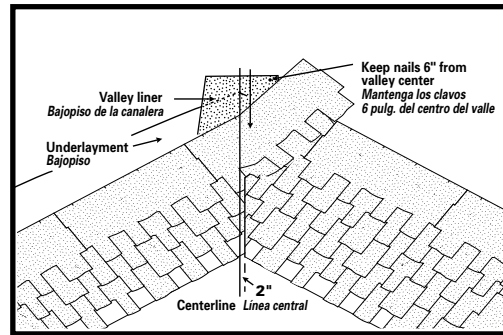 Keep nails 6" from
valley center
Mantenga los clavos
6 pulg. del centro del valle
Valley liner
Bajopiso de la canalera
Underlayment
Bajopiso
2"
Centerline Línea central